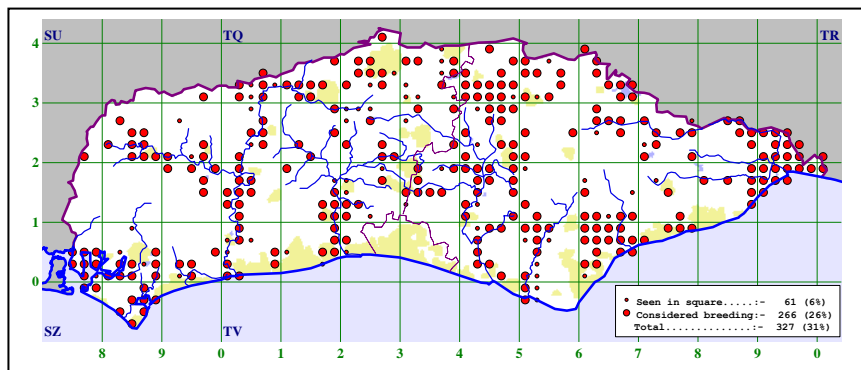 SU TQ TR
4
3
2
1
0
Seen in square.....:- 61 (6%)
Considered breeding:- 266 (26%)
Total..............:- 327 (31%)
SZ TV
8 9 0 1 2 3 4 5 6 7 8 9 0